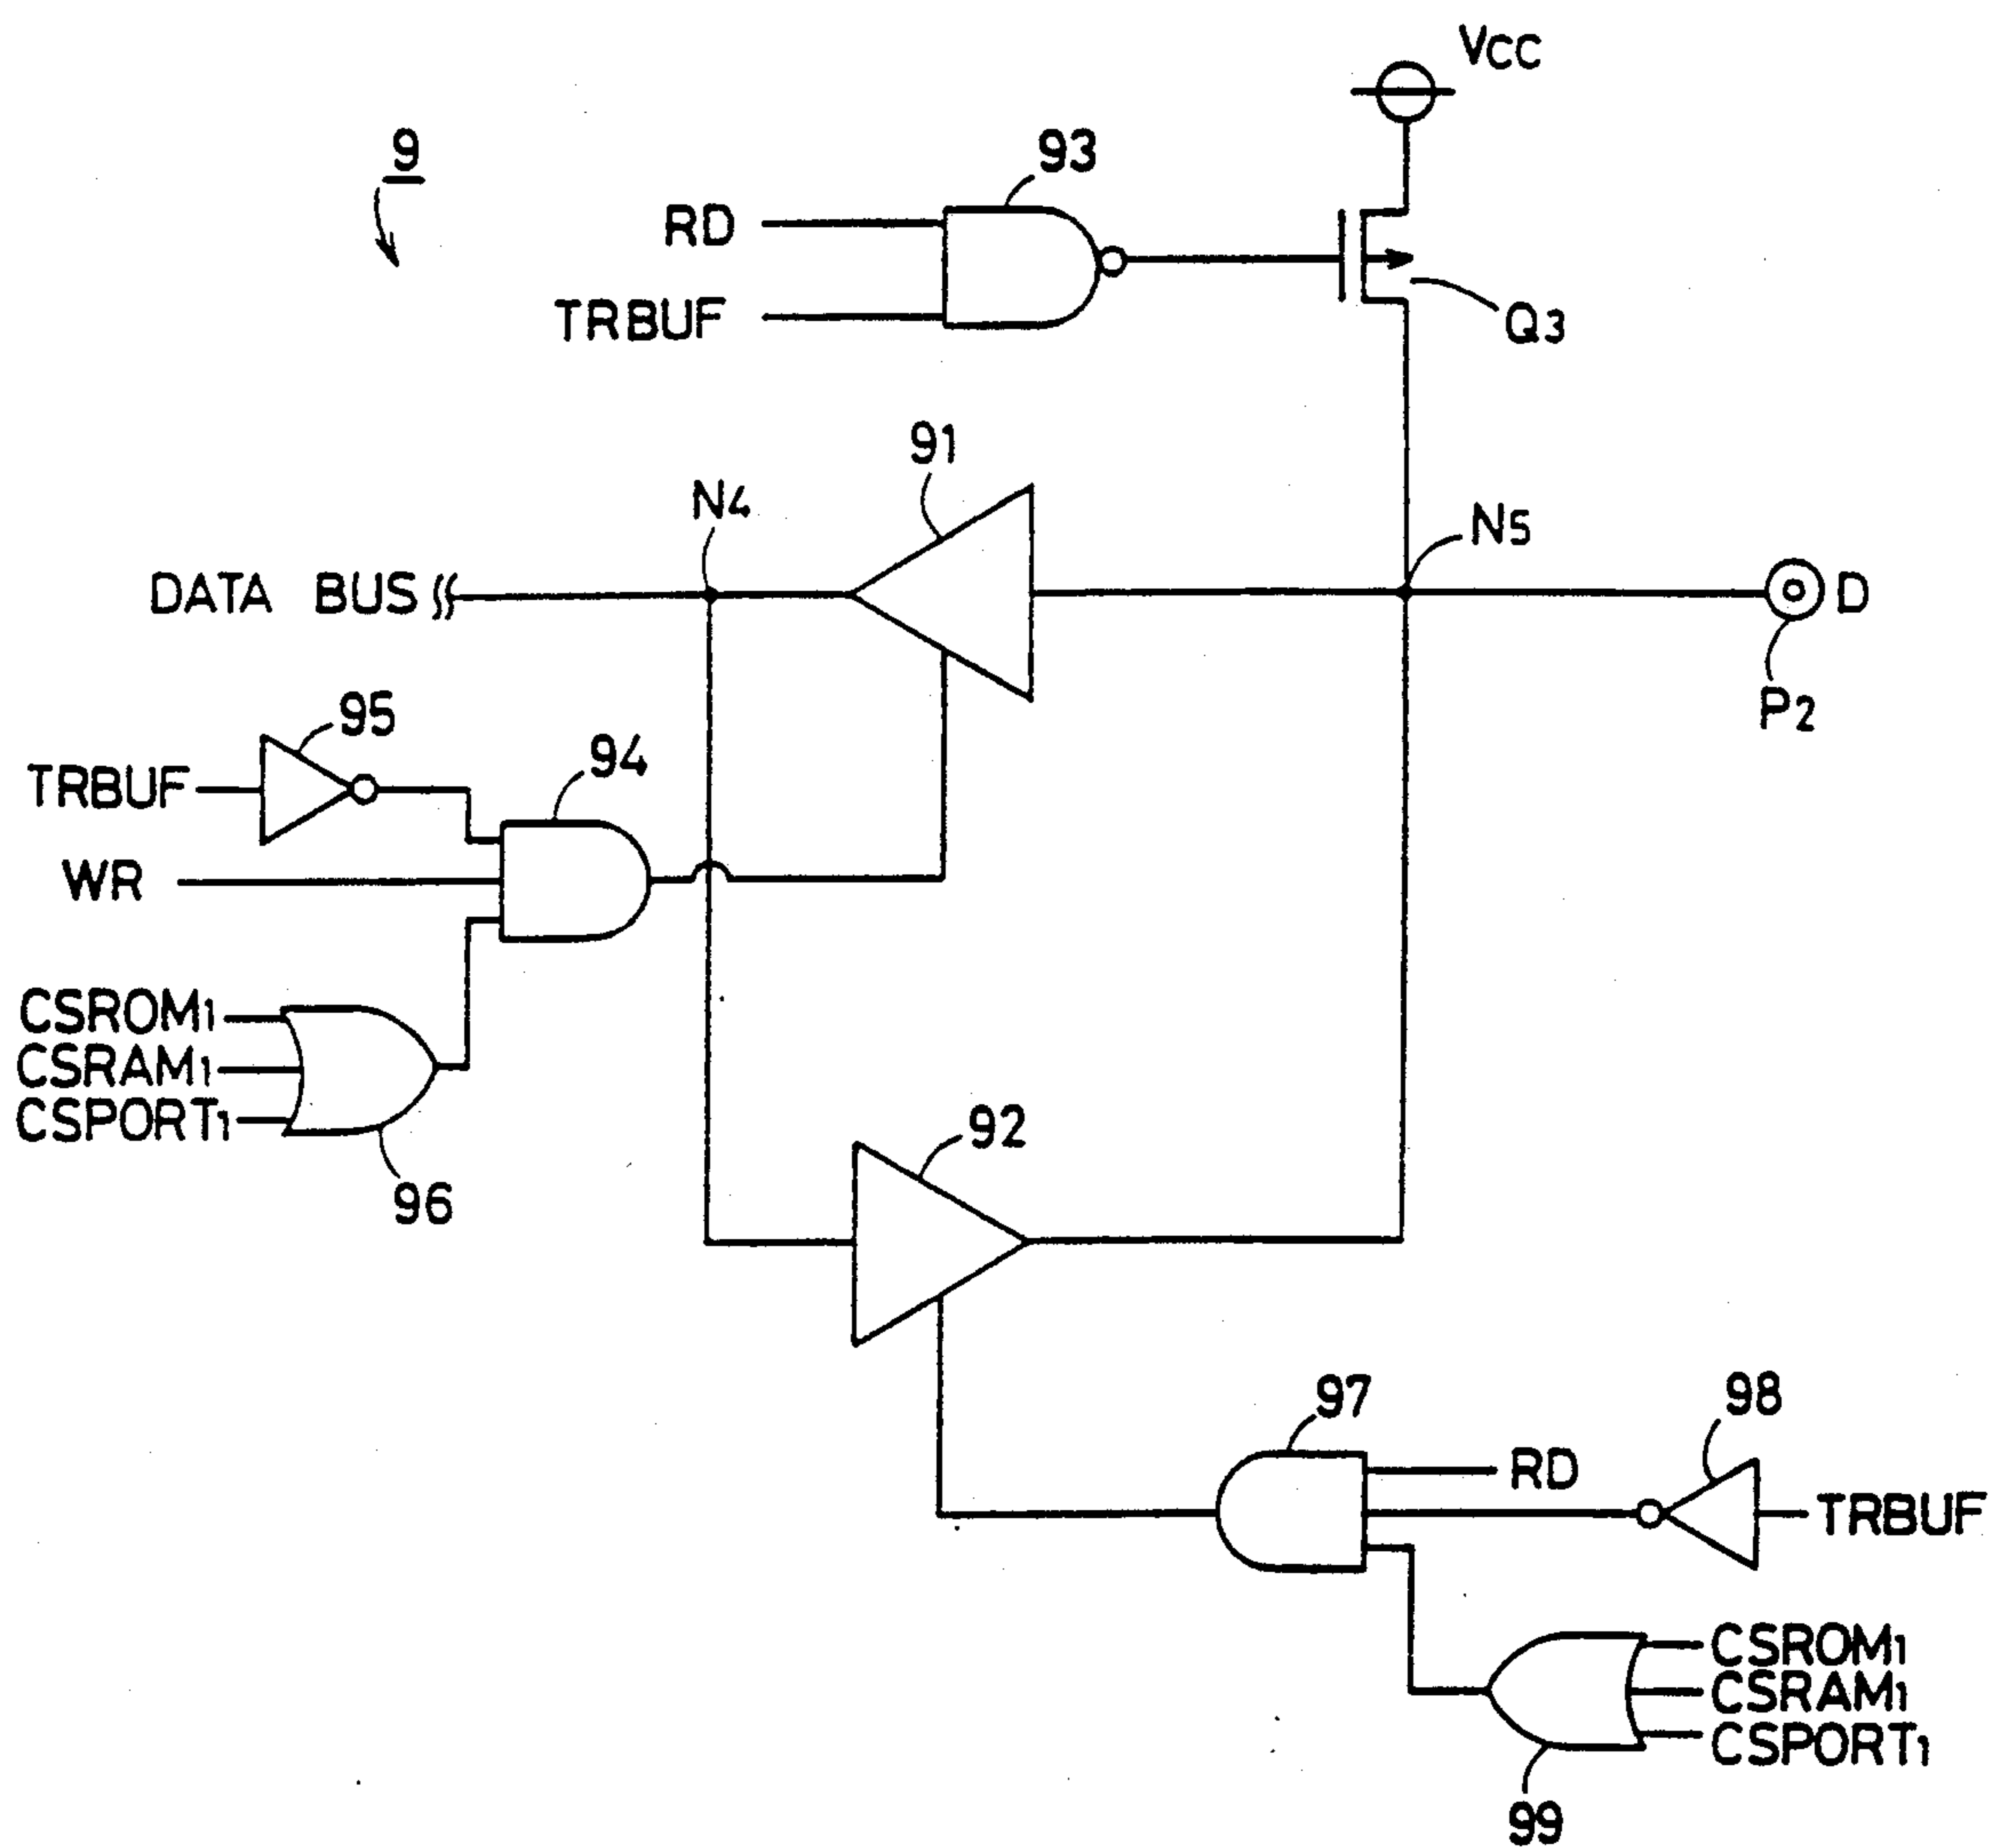 VCC
9
93
RD
TRBUF
Q3
91
N4
N5
DATA BUS
D
P2
95
94
TRBUF
WR
CSROM1
CSRAM1
CSPORT1
96
92
97
98
RD
TRBUF
CSROM1
CSRAM1
CSPORT1
99